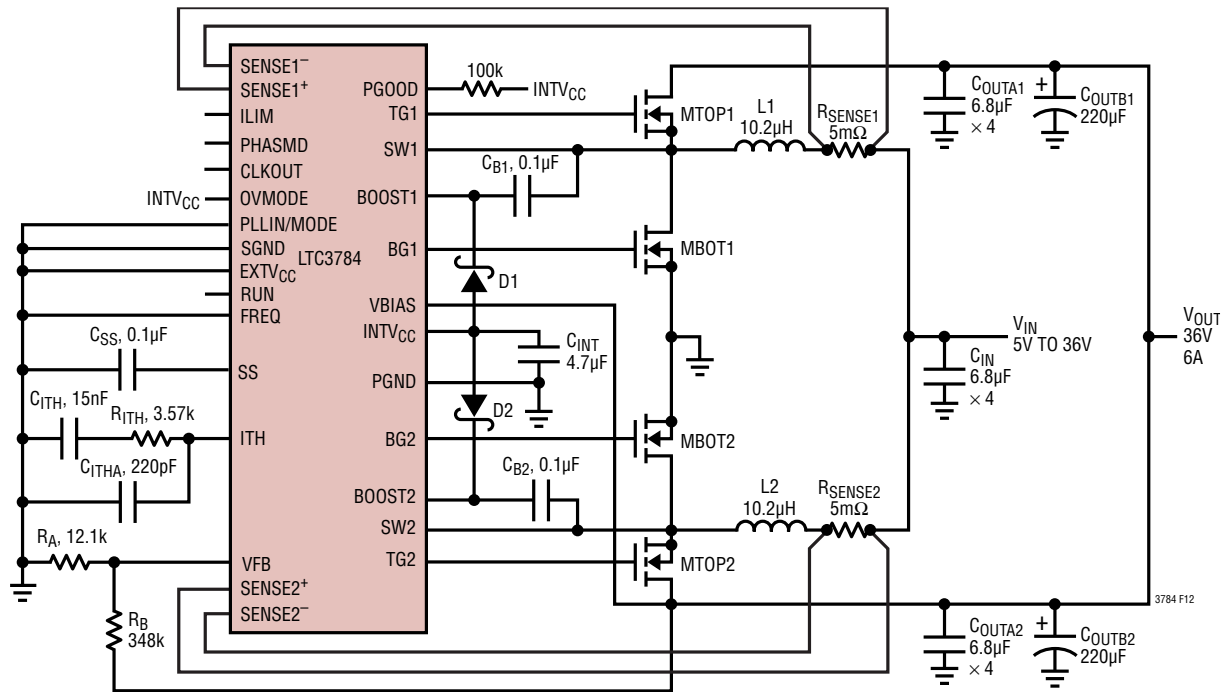 SENSE1–
SENSE1+
ILIM
PHASMD
CLKOUT
INTVCC
OVMODE
PLLIN/MODE
SGND
LTC3784
EXTVCC
RUN
FREQ
CSS, 0.1µF
SS
CITH, 15nF
RITH, 3.57k
ITH
CITHA, 220pF
RA, 12.1k
VFB
SENSE2+
SENSE2–
RB
348k
PGOOD
100k
INTVCC
TG1
SW1
CB1, 0.1µF
BOOST1
BG1
D1
VBIAS
INTVCC
CINT
4.7µF
PGND
D2
BG2
CB2, 0.1µF
BOOST2
SW2
TG2
MTOP1
L1
10.2µH
RSENSE1
5mΩ
MBOT1
MBOT2
L2
10.2µH
RSENSE2
5mΩ
MTOP2
COUTA1
6.8µF
× 4
+
COUTB1
220µF
VIN
5V TO 36V
CIN
6.8µF
× 4
VOUT
36V
6A
COUTA2
6.8µF
× 4
+
COUTB2
220µF
3784 F12